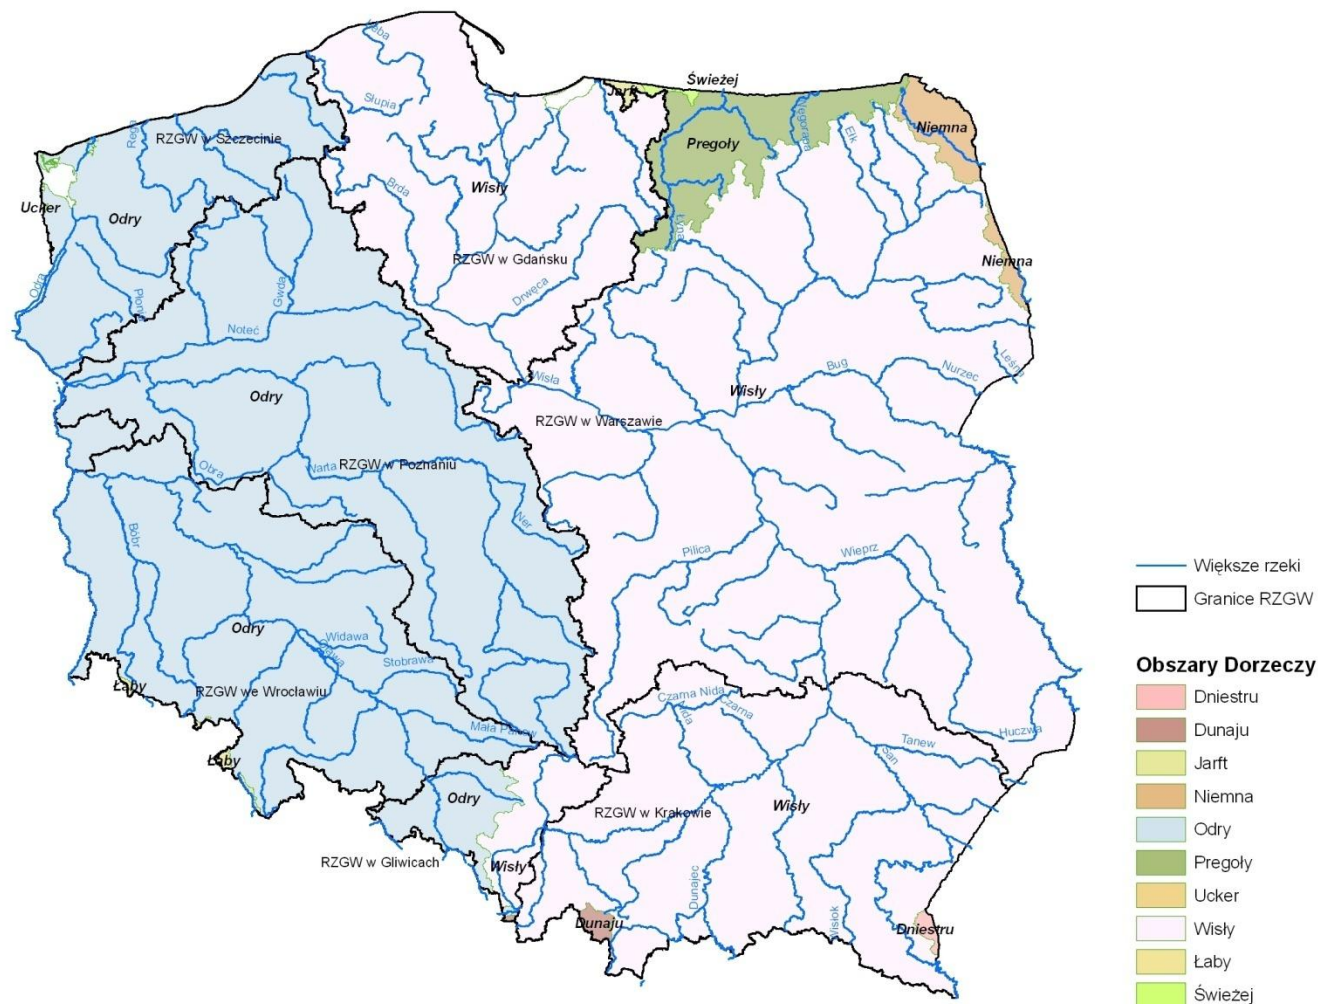 Łeba
Słupia
Świeżej
Jarft
Rega
RZGW w Szczecinie
Pregoły
Węgorapa
Ełk
Niemna
Ucker
Odry
Brda
Wisły
Łyna
RZGW w Gdańsku
Niemna
Odra
Płonia
Gwda
Drwęca
Noteć
Wisła
Bug
Nurzec
Leśna
Odry
Wisły
RZGW w Warszawie
Obra
Warta
RZGW w Poznaniu
Ner
Bóbr
Pilica
Wieprz
Większe rzeki
Granice RZGW
Odry
Widawa
Oława
Stobrawa
Łaby
RZGW we Wrocławiu
Mała Panew
Czarna Nida
Nida
Czarna
Huczwa
Tanew
San
Łaby
Odry
RZGW w Krakowie
Wisły
RZGW w Gliwicach
Wisły
Dunajec
Wisłok
Dunaju
Dniestru
Obszary Dorzeczy
Dniestru
Dunaju
Jarft
Niemna
Odry
Pregoły
Ucker
Wisły
Łaby
Świeżej